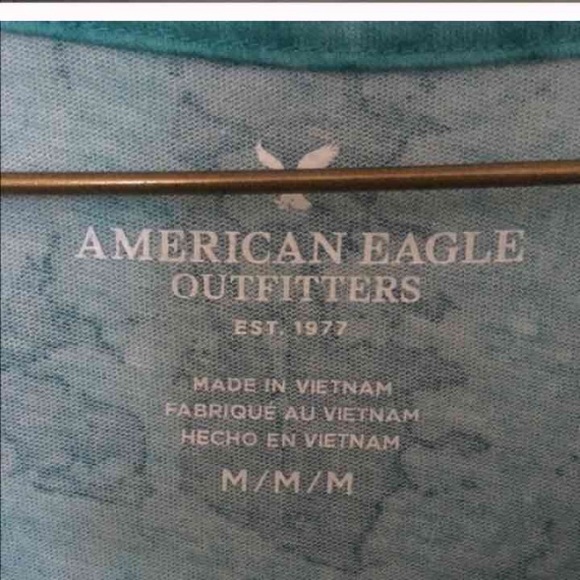 AMERICAN EAGLE
OUTFITTERS
EST. 1977
MADE IN VIETNAM
FABRIQUÉ AU VIETNAM
HECHO EN VIETNAM
M/M/M